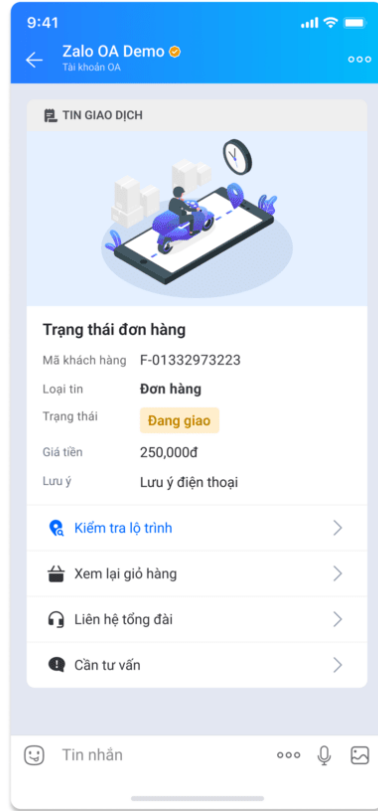 9:41
Zalo OA Demo
Tài khoản OA
TIN GIAO DỊCH
Trạng thái đơn hàng
Mã khách hàng F-01332973223
Loại tin Đơn hàng
Trạng thái Đang giao
Giá tiền 250,000đ
Lưu ý Lưu ý điện thoại
Kiểm tra lộ trình
Xem lại giỏ hàng
Liên hệ tổng đài
Cần tư vấn
Tin nhắn